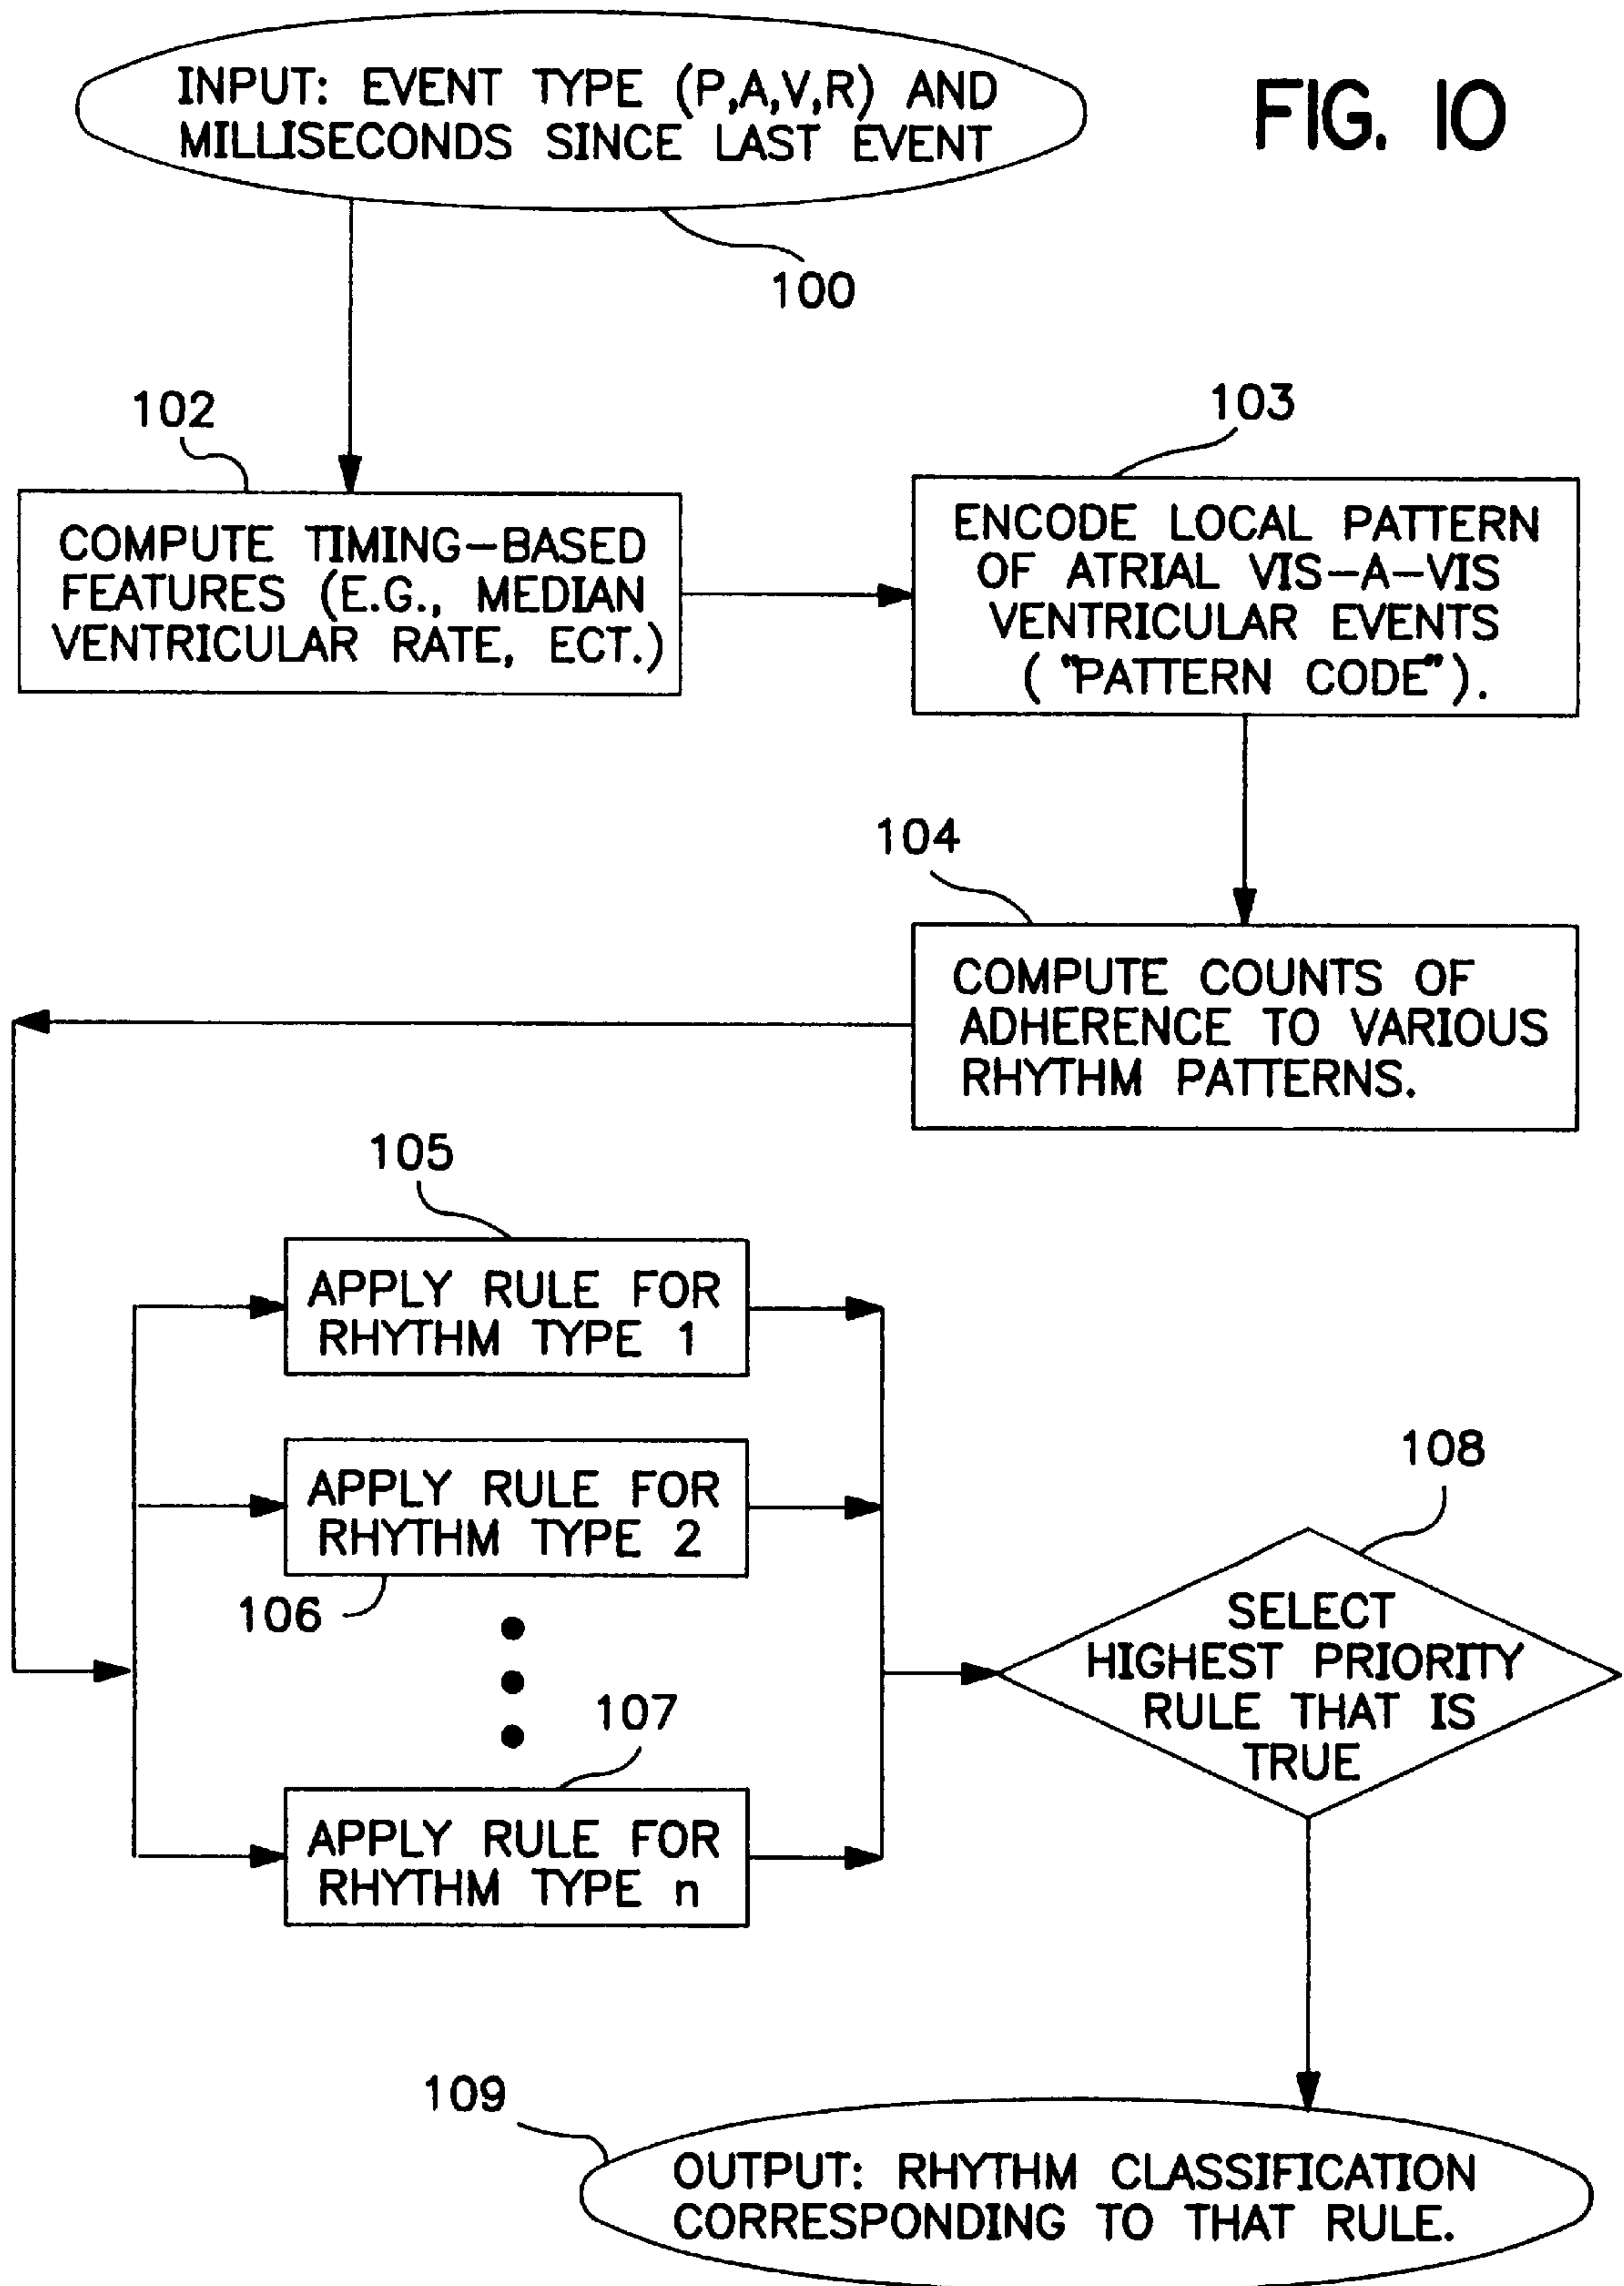 FIG. 10
INPUT: EVENT TYPE (P,A,V,R) AND
MILLISECONDS SINCE LAST EVENT
100
102
COMPUTE TIMING-BASED
FEATURES (E.G., MEDIAN
VENTRICULAR RATE, ECT.)
103
ENCODE LOCAL PATTERN
OF ATRIAL VIS-A-VIS
VENTRICULAR EVENTS
("PATTERN CODE").
104
COMPUTE COUNTS OF
ADHERENCE TO VARIOUS
RHYTHM PATTERNS.
105
APPLY RULE FOR
RHYTHM TYPE 1
APPLY RULE FOR
RHYTHM TYPE 2
106
107
APPLY RULE FOR
RHYTHM TYPE n
108
SELECT
HIGHEST PRIORITY
RULE THAT IS
TRUE
109
OUTPUT: RHYTHM CLASSIFICATION
CORRESPONDING TO THAT RULE.